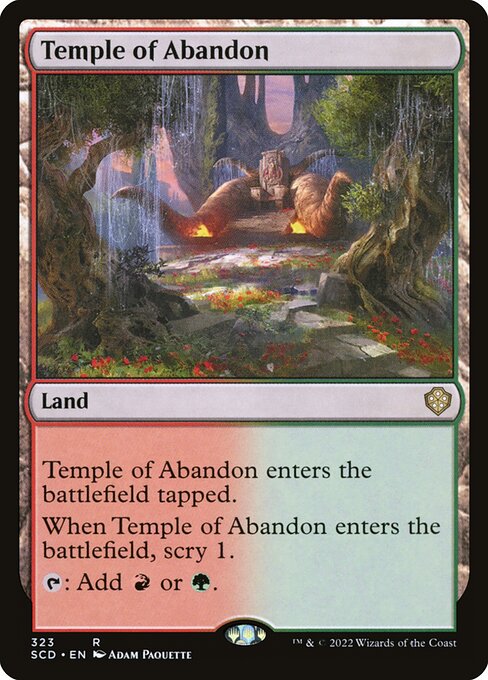 Temple of Abandon
Land
Temple of Abandon enters the
battlefield tapped.
When Temple of Abandon enters the
battlefield, scry 1.
: Add or .
323 R
SCD • EN Adam Paquette
™ & © 2022 Wizards of the Coast